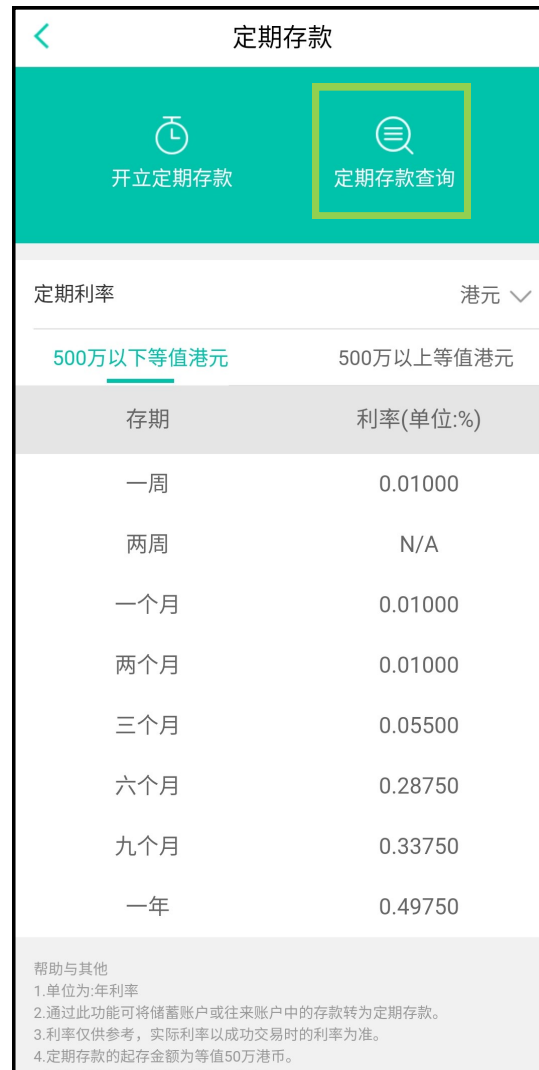 定期存款
开立定期存款 定期存款查询
定期利率 港元
500万以下等值港元 500万以上等值港元
存期 利率(单位:%)
一周 0.01000
两周 N/A
一个月 0.01000
两个月 0.01000
三个月 0.05500
六个月 0.28750
九个月 0.33750
一年 0.49750
帮助与其他
1.单位为:年利率
2.通过此功能可将储蓄账户或往来账户中的存款转为定期存款。
3.利率仅供参考，实际利率以成功交易时的利率为准。
4.定期存款的起存金额为等值50万港币。